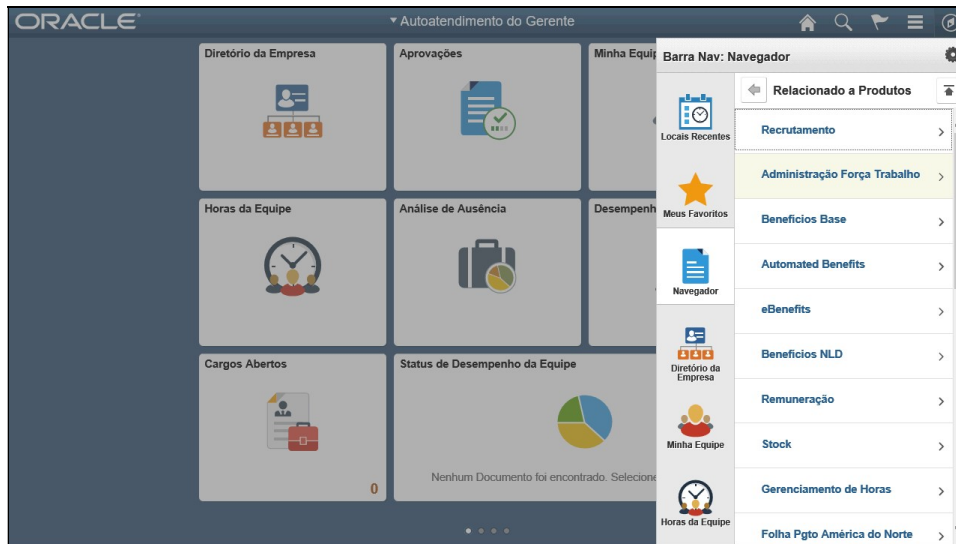 ORACLE
Autoatendimento do Gerente
Diretório da Empresa
Aprovações
Minha Equip
Horas da Equipe
Análise de Ausência
Desempenh
Cargos Abertos
0
Status de Desempenho da Equipe
Nenhum Documento foi encontrado. Selecione
Barra Nav: Navegador
Locais Recentes
Meus Favoritos
Navegador
Diretório da
Empresa
Minha Equipe
Horas da Equipe
Relacionado a Produtos
Recrutamento
Administração Força Trabalho
Beneficios Base
Automated Benefits
eBenefits
Beneficios NLD
Remuneração
Stock
Gerenciamento de Horas
Folha Pgto América do Norte